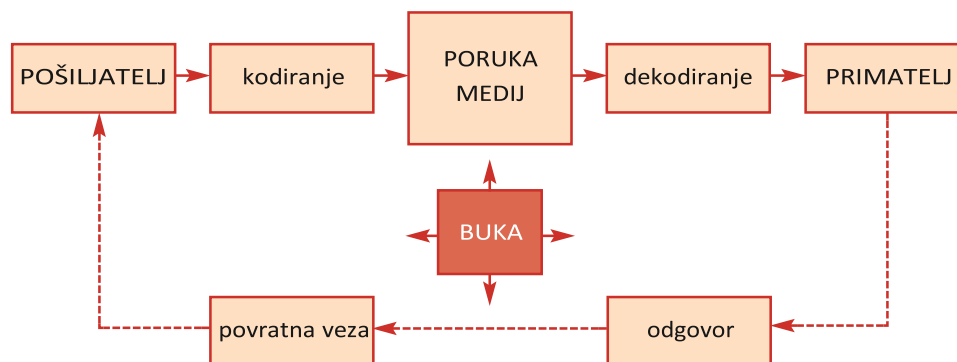 POŠILJATELJ
kodiranje
PORUKA
MEDIJ
dekodiranje
PRIMATELJ
BUKA
povratna veza
odgovor